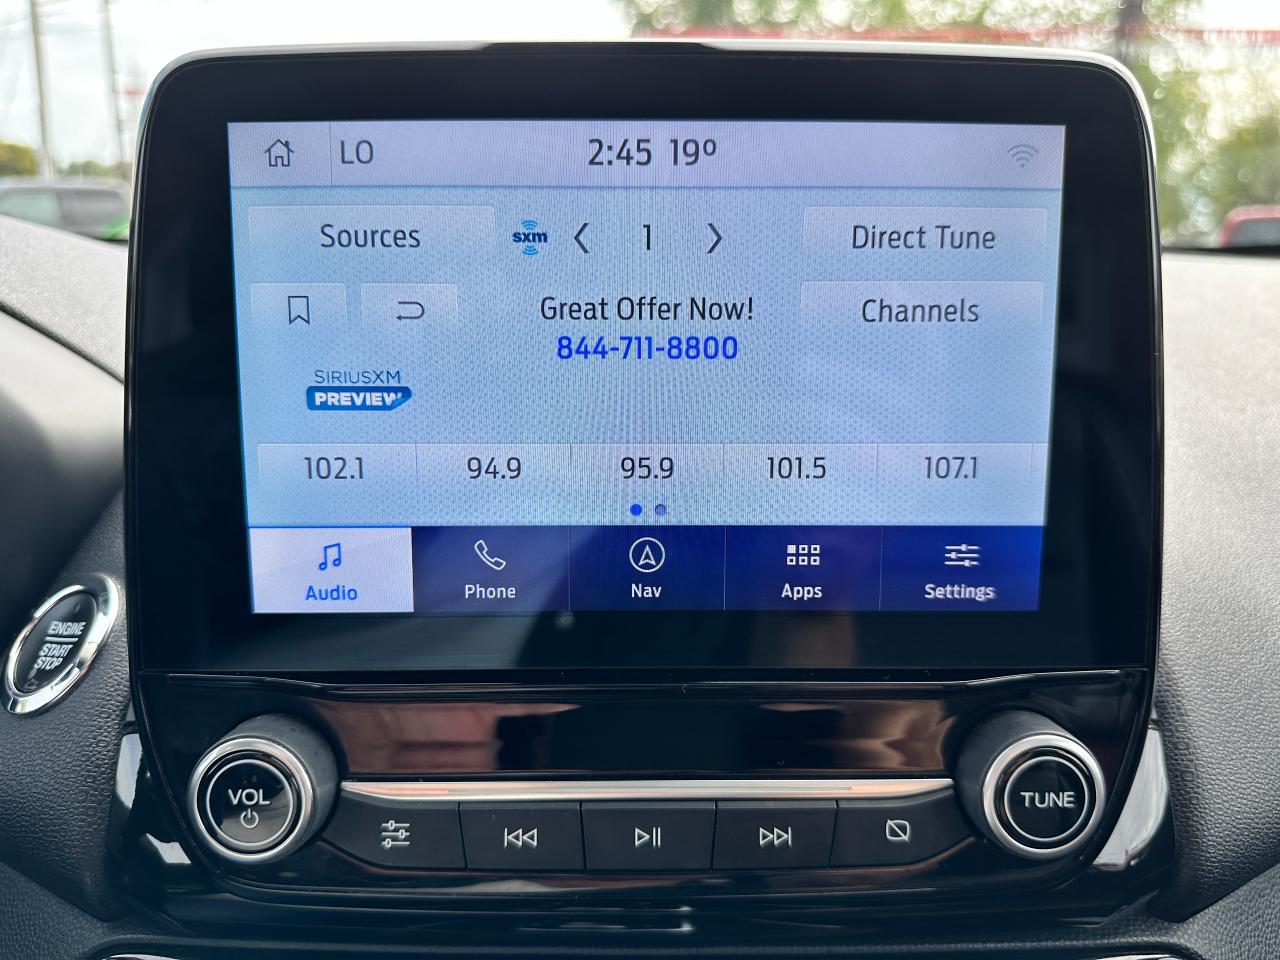 LO 2:45 19º
Sources sxm 1 Direct Tune
Great Offer Now! Channels
844-711-8800
SIRIUSXM
PREVIEW
102.1 94.9 95.9 101.5 107.1
Audio Phone Nav Apps Settings
ENGINE
START
STOP
VOL
TUNE